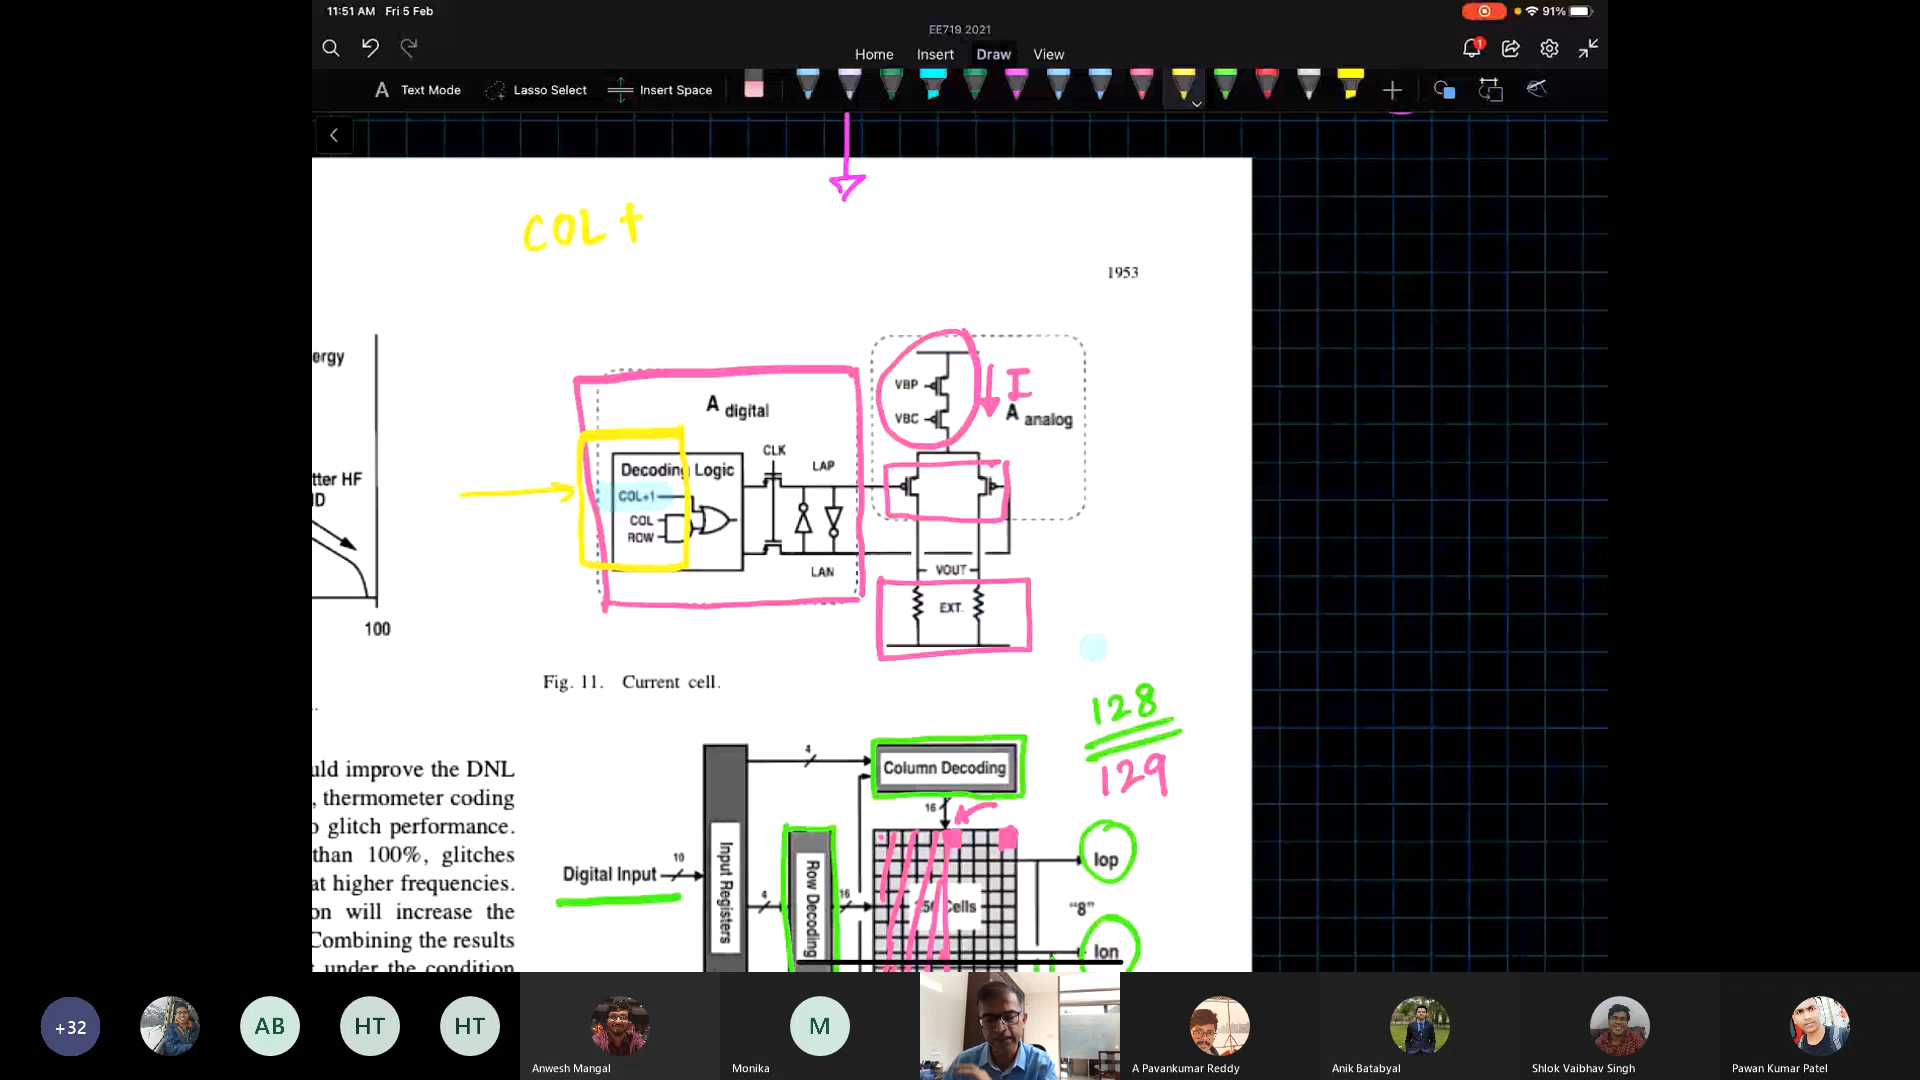 11:51 AM Fri 5 Feb
91%
EE719 2021
Home Insert Draw View
1
A Text Mode Lasso Select Insert Space
COL +
1953
ergy
tter HF
D
100
A digital
Decoding Logic
COL+1
COL
ROW
CLK
LAP
LAN
VBP
VBC
I
A analog
VOUT
EXT.
Fig. 11. Current cell.
128
129
uld improve the DNL
, thermometer coding
o glitch performance.
than 100%, glitches
at higher frequencies.
on will increase the
Combining the results
under the condition
Digital Input
10
Input Registers
4
4
Row Decoding
16
Column Decoding
16
Cells
Iop
"8"
Ion
+32
AB
HT
HT
Anwesh Mangal
M
Monika
A Pavankumar Reddy
Anik Batabyal
Shlok Vaibhav Singh
Pawan Kumar Patel